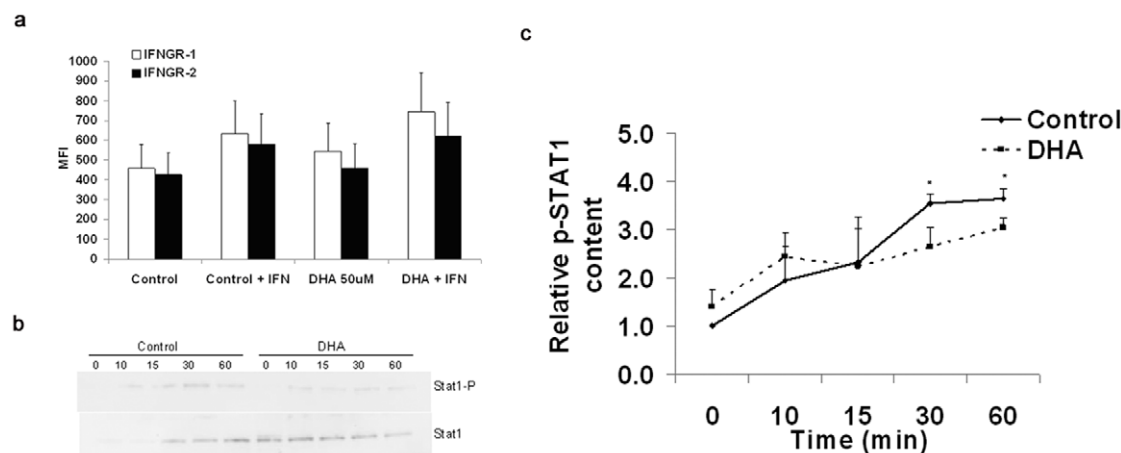 a
IFNGR-1
IFNGR-2
1000
900
800
700
600
500
400
300
200
100
0
MFI
Control
Control + IFN
DHA 50uM
DHA + IFN
b
Control
DHA
0 10 15 30 60 0 10 15 30 60
Stat1-P
Stat1
c
Control
DHA
5.0
4.0
3.0
2.0
1.0
0.0
Relative p-STAT1
content
*
*
0 10 15 30 60
Time (min)